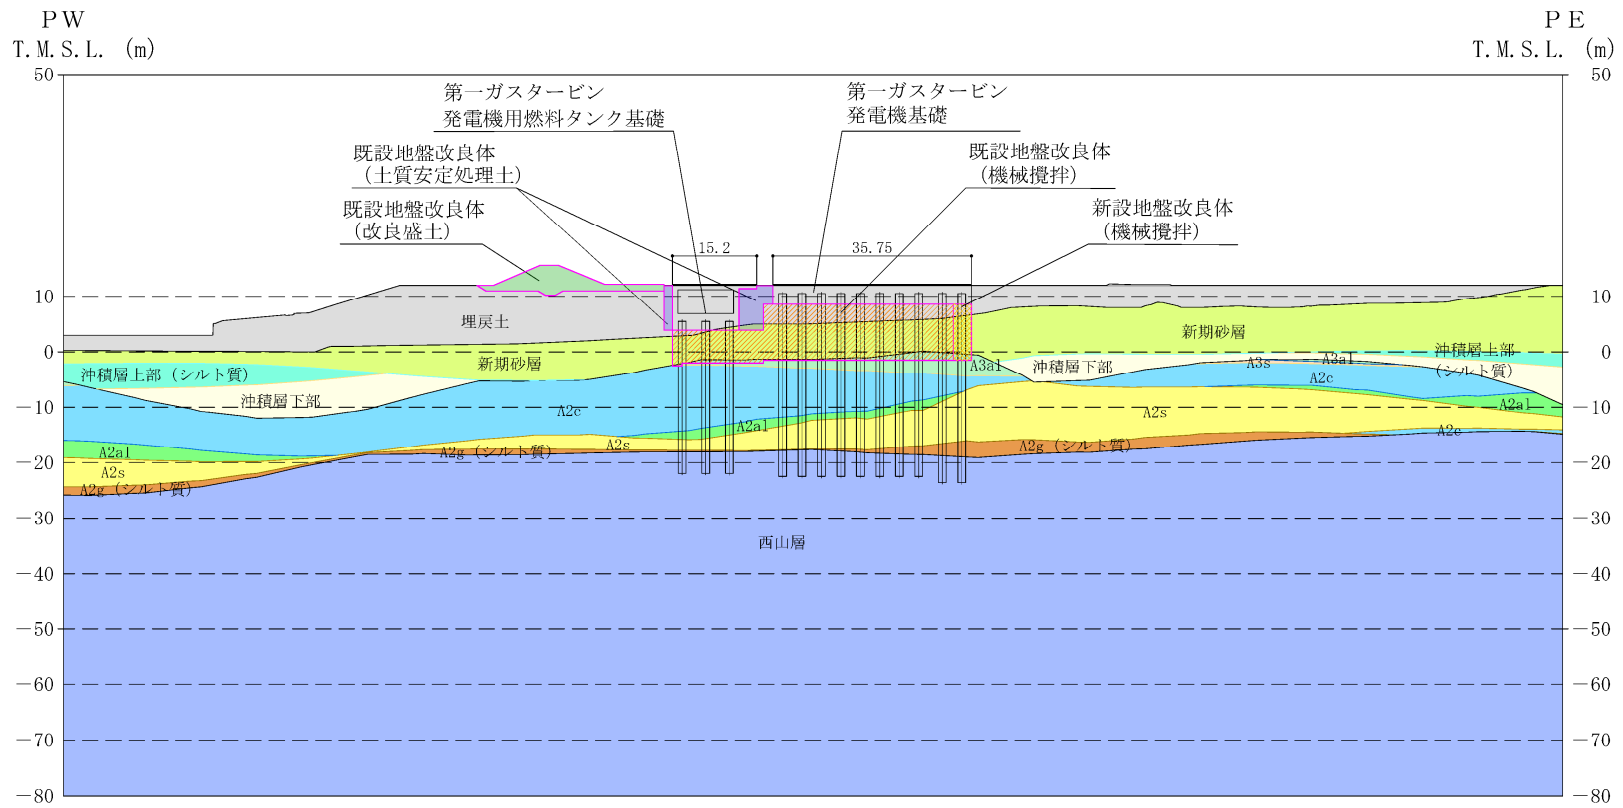 PW
T.M.S.L. (m)
PE
T.M.S.L. (m)
50
50
第一ガスタービン
発電機用燃料タンク基礎
第一ガスタービン
発電機基礎
既設地盤改良体
（土質安定処理土）
既設地盤改良体
（機械攪拌）
既設地盤改良体
（改良盛土）
新設地盤改良体
（機械攪拌）
15.2
35.75
10
10
埋戻土
新期砂層
0
0
新期砂層
沖積層上部
（シルト質）
沖積層上部（シルト質）
A3al
沖積層下部
A3s
A3al
A2c
沖積層下部
A2c
A2s
A2al
-10
-10
A2al
A2c
A2al
A2s
A2g（シルト質）
A2s
A2g（シルト質）
-20
-20
A2g（シルト質）
-30
-30
西山層
-40
-40
-50
-50
-60
-60
-70
-70
-80
-80